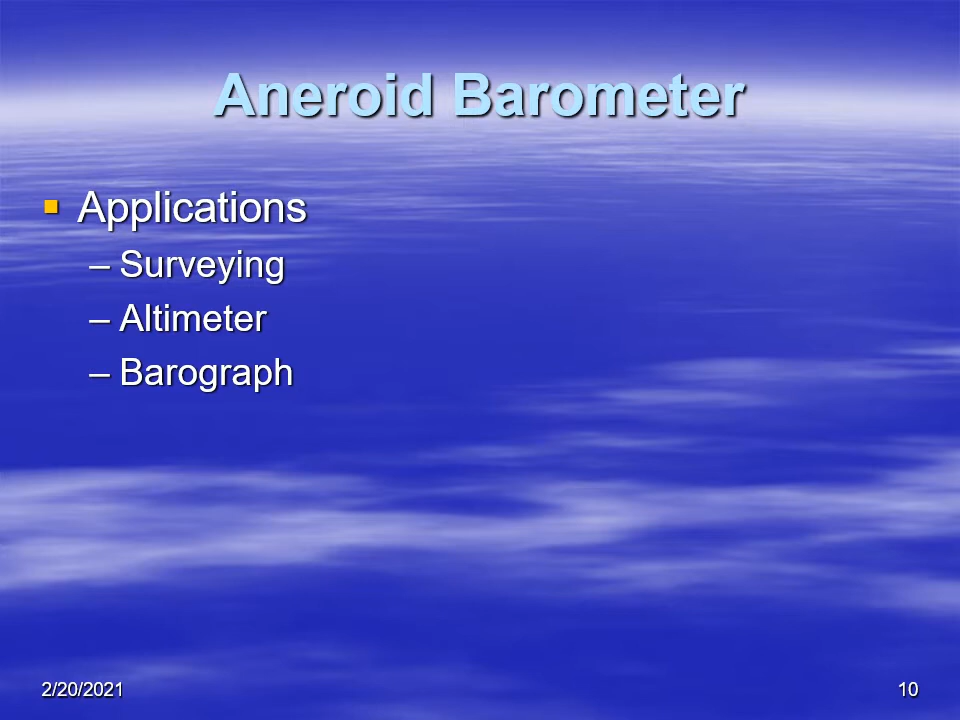 Aneroid Barometer
▪ Applications
– Surveying
– Altimeter
– Barograph
2/20/2021
10